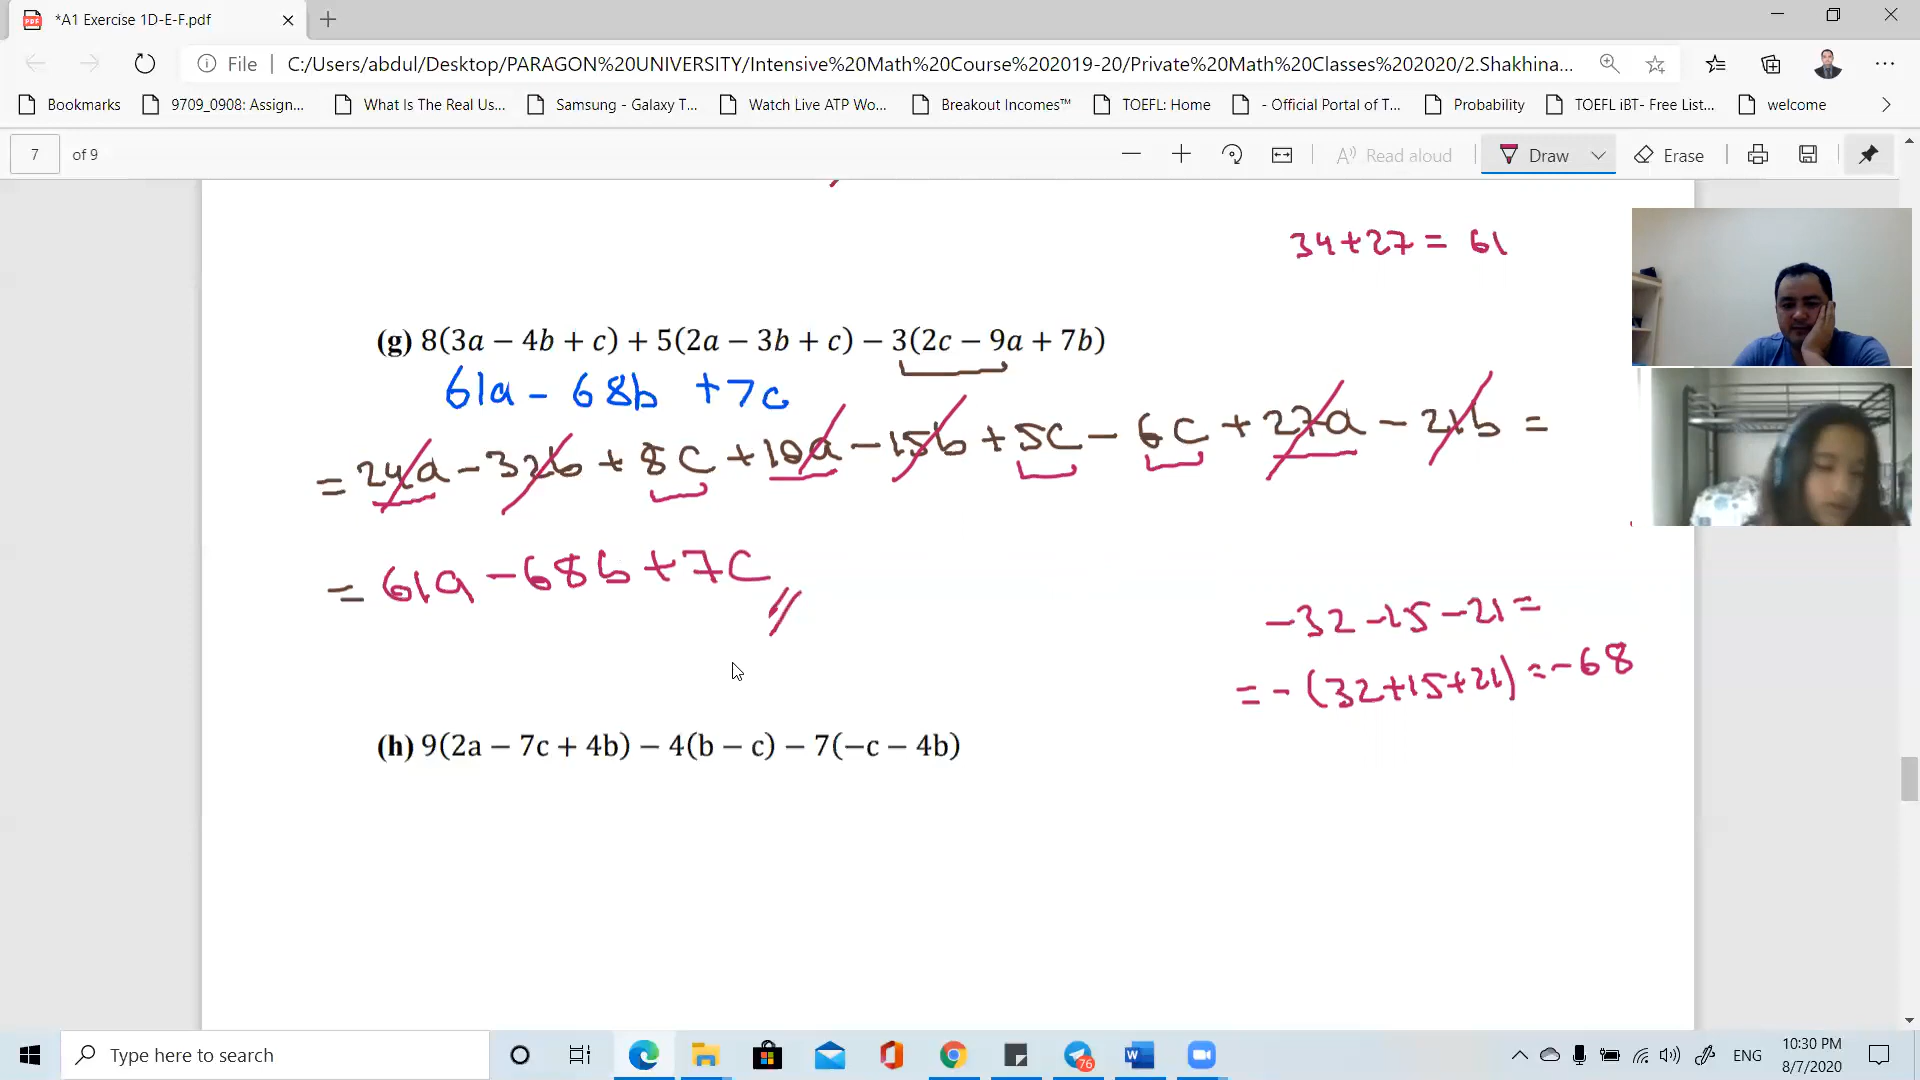 *A1 Exercise 1D-E-F.pdf
File C:/Users/abdul/Desktop/PARAGON%20UNIVERSITY/Intensive%20Math%20Course%202019-20/Private%20Math%20Classes%202020/2.Shakhina...
Bookmarks 9709_0908: Assign... What Is The Real Us... Samsung - Galaxy T... Watch Live ATP Wo... Breakout Incomes™ TOEFL: Home - Official Portal of T... Probability TOEFL iBT- Free List... welcome
7 of 9 Read aloud Draw Erase
34+27= 61
(g) 8(3a − 4b + c) + 5(2a − 3b + c) − 3(2c − 9a + 7b)
61a - 68b +7c
= 24a -32b +8c +10a -15b +5c - 6c +27a - 21b =
= 61a -68b +7c //
-32 -15 -21 =
= -(32+15+21) = -68
(h) 9(2a − 7c + 4b) − 4(b − c) − 7(−c − 4b)
Type here to search
76
ENG
10:30 PM
8/7/2020